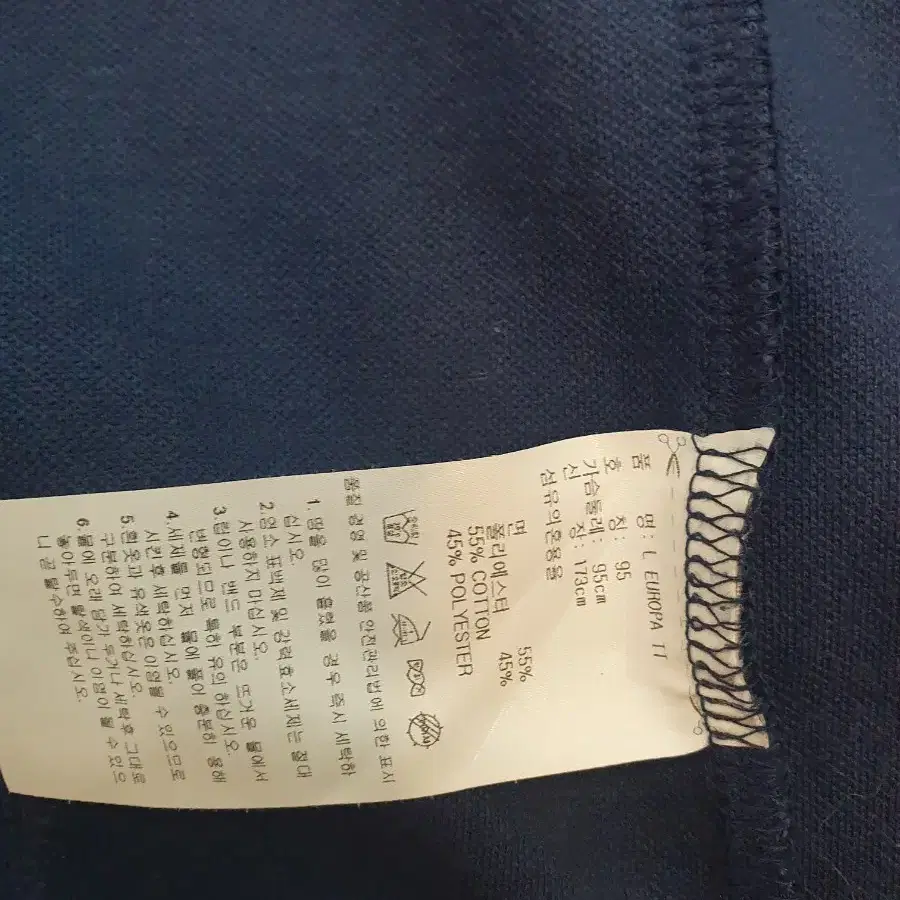 품 명: L EUROPA TT
호 칭: 95
가슴둘레: 95cm
신 장: 173cm
섬유의혼용율
면 55%
폴리에스터 45%
55% COTTON
45% POLYESTER
품질 경영 및 공산품 안전관리법에 의한 표시
1. 땀을 많이 흘렸을 경우 즉시 세탁하
십시오.
2. 염소 표백제 및 강력 효소세제는 절대
사용하지 마십시오.
3. 립이나 밴드 부분은 뜨거운 물에서
변형되므로 특히 유의 하십시오.
4. 세제를 먼저 물에 풀어 충분히 용해
시킨후 세탁하십시오.
5. 흰옷과 유색옷은 이염될 수 있으므로
구분하여 세탁하십시오.
6. 물에 오래 담가 두거나 세탁후 그대로
놓아두면 탈색이나 이염이 될 수 있으
니 곧 탈수하여 주십시오.